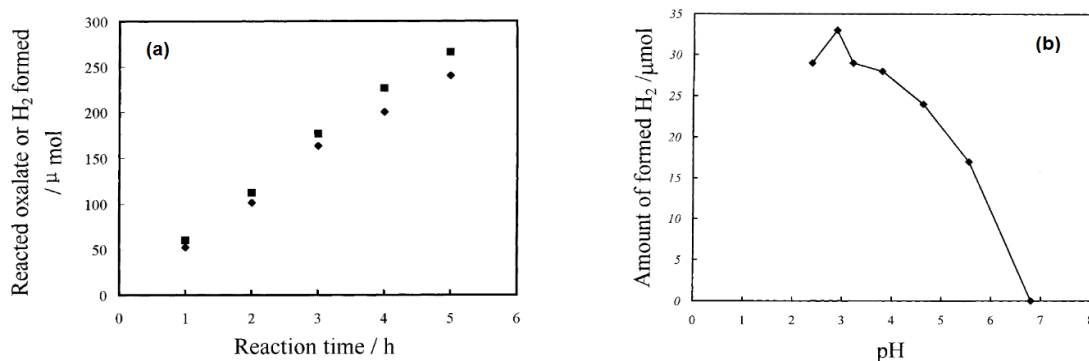 (a)
Reacted oxalate or H2 formed
/ μ mol
300
250
200
150
100
50
0
0 1 2 3 4 5 6
Reaction time / h
(b)
Amount of formed H2 /μmol
35
30
25
20
15
10
5
0
0 1 2 3 4 5 6 7 8
pH